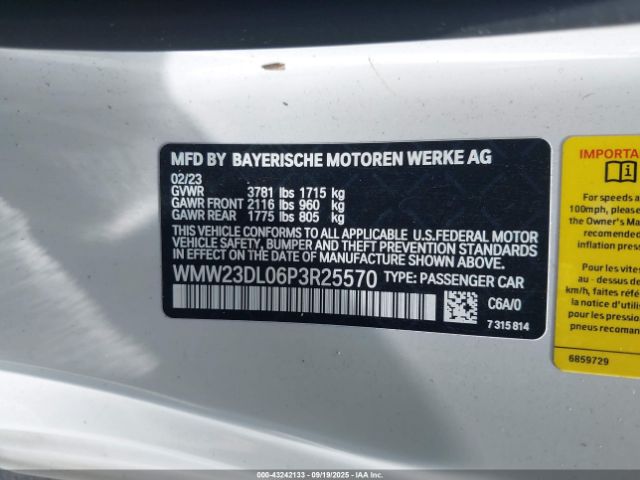 MFD BY BAYERISCHE MOTOREN WERKE AG
02/23
GVWR 3781 lbs 1715 kg
GAWR FRONT 2116 lbs 960 kg
GAWR REAR 1775 lbs 805 kg
THIS VEHICLE CONFORMS TO ALL APPLICABLE U.S.FEDERAL MOTOR
VEHICLE SAFETY, BUMPER AND THEFT PREVENTION STANDARDS
IN EFFECT ON THE DATE OF MANUFACTURE SHOWN ABOVE.
WMW23DL06P3R25570 TYPE: PASSENGER CAR
C6A/0
7 315 814
IMPORTA
For speeds a
100mph, please
the Owner's Ma
recomended
inflation press
Pour les vites
au - dessus de
km/h, veuillez
la notice d'utili
pour les pressio
pneus recoman
6859729
000-43242133 - 09/19/2025 - IAA INC.